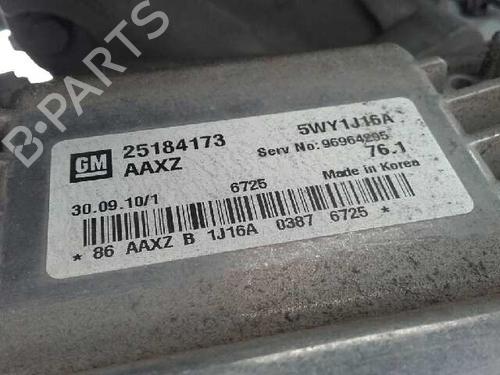 GM 25184173 5WY1J16A
AAXZ Serv No: 96964295
76.1
30.09.10/1 6725 Made in Korea
* 86 AAXZ B 1J16A 0387 6725 *
B-PARTS